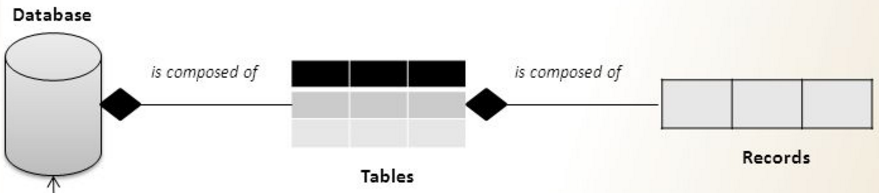 Database
is composed of
is composed of
Tables
Records